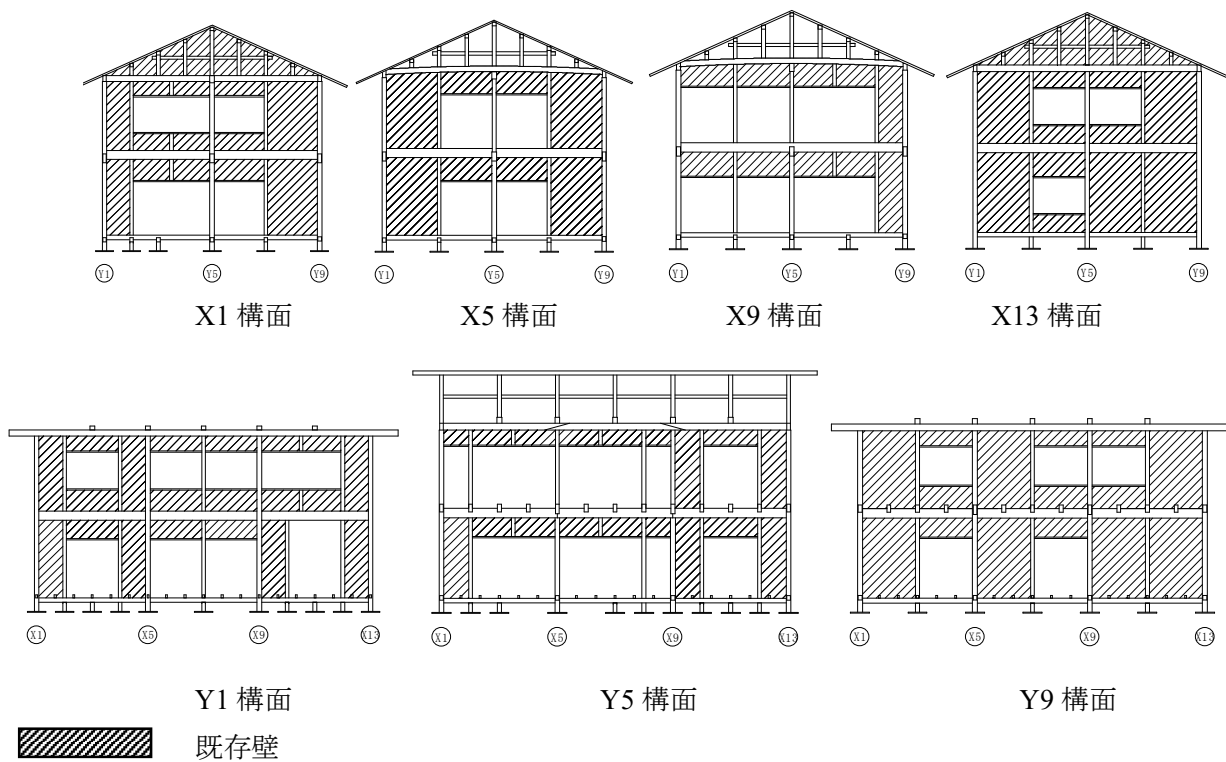 Y1 Y5 Y9
Y1 Y5 Y9
Y1 Y5 Y9
Y1 Y5 Y9
X1 構面
X5 構面
X9 構面
X13 構面
X1 X5 X9 X13
X1 X5 X9 X13
X1 X5 X9 X13
Y1 構面
Y5 構面
Y9 構面
既存壁